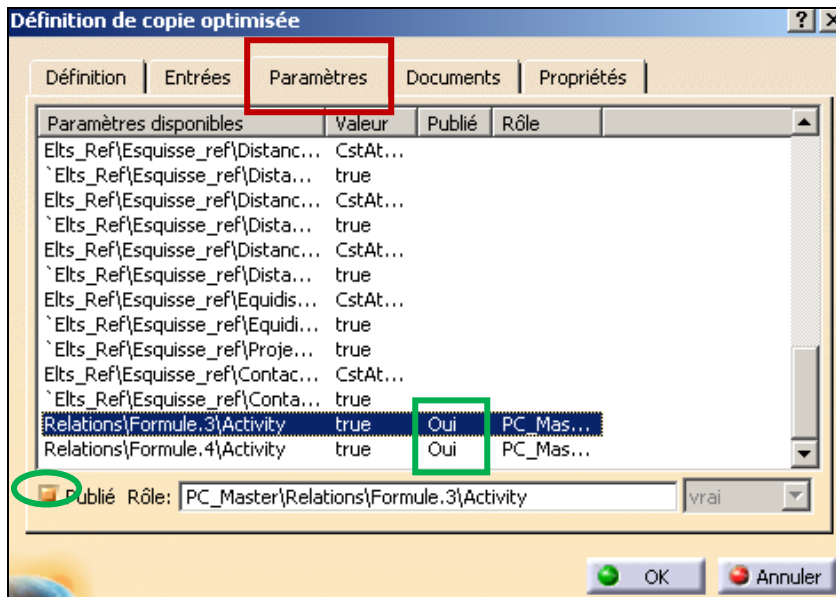 Définition de copie optimisée
Définition Entrées Paramètres Documents Propriétés
Paramètres disponibles Valeur Publié Rôle
Elts_Ref\Esquisse_ref\Distanc... CstAt...
`Elts_Ref\Esquisse_ref\Dista... true
Elts_Ref\Esquisse_ref\Distanc... CstAt...
`Elts_Ref\Esquisse_ref\Dista... true
Elts_Ref\Esquisse_ref\Distanc... CstAt...
`Elts_Ref\Esquisse_ref\Dista... true
Elts_Ref\Esquisse_ref\Equidis... CstAt...
`Elts_Ref\Esquisse_ref\Equidi... true
`Elts_Ref\Esquisse_ref\Proje... true
Elts_Ref\Esquisse_ref\Contac... CstAt...
`Elts_Ref\Esquisse_ref\Conta... true
Relations\Formule.3\Activity true Oui PC_Mas...
Relations\Formule.4\Activity true Oui PC_Mas...
Publié Rôle: PC_Master\Relations\Formule.3\Activity vrai
OK Annuler